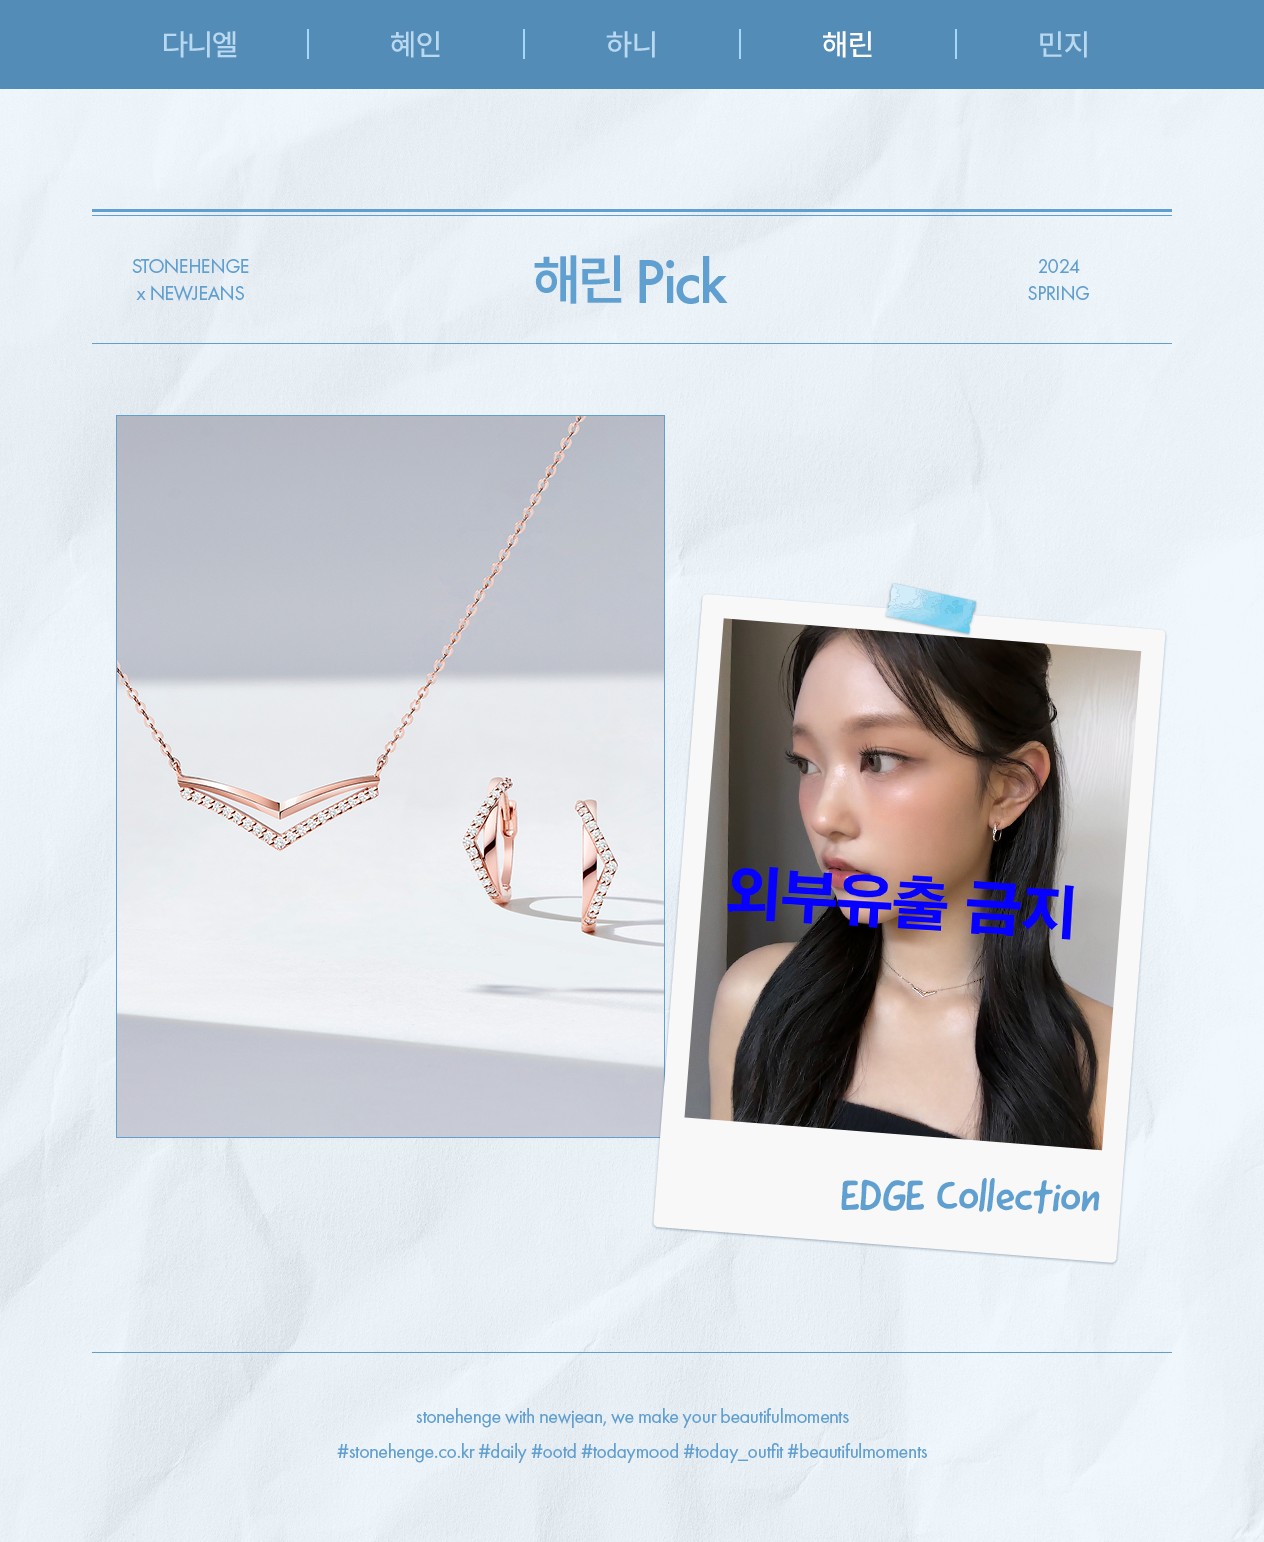 다니엘 | 혜인 | 하니 | 해린 | 민지
STONEHENGE
x NEWJEANS
해린 Pick
2024
SPRING
외부유출 금지
EDGE Collection
stonehenge with newjean, we make your beautifulmoments
#stonehenge.co.kr #daily #ootd #todaymood #today_outfit #beautifulmoments